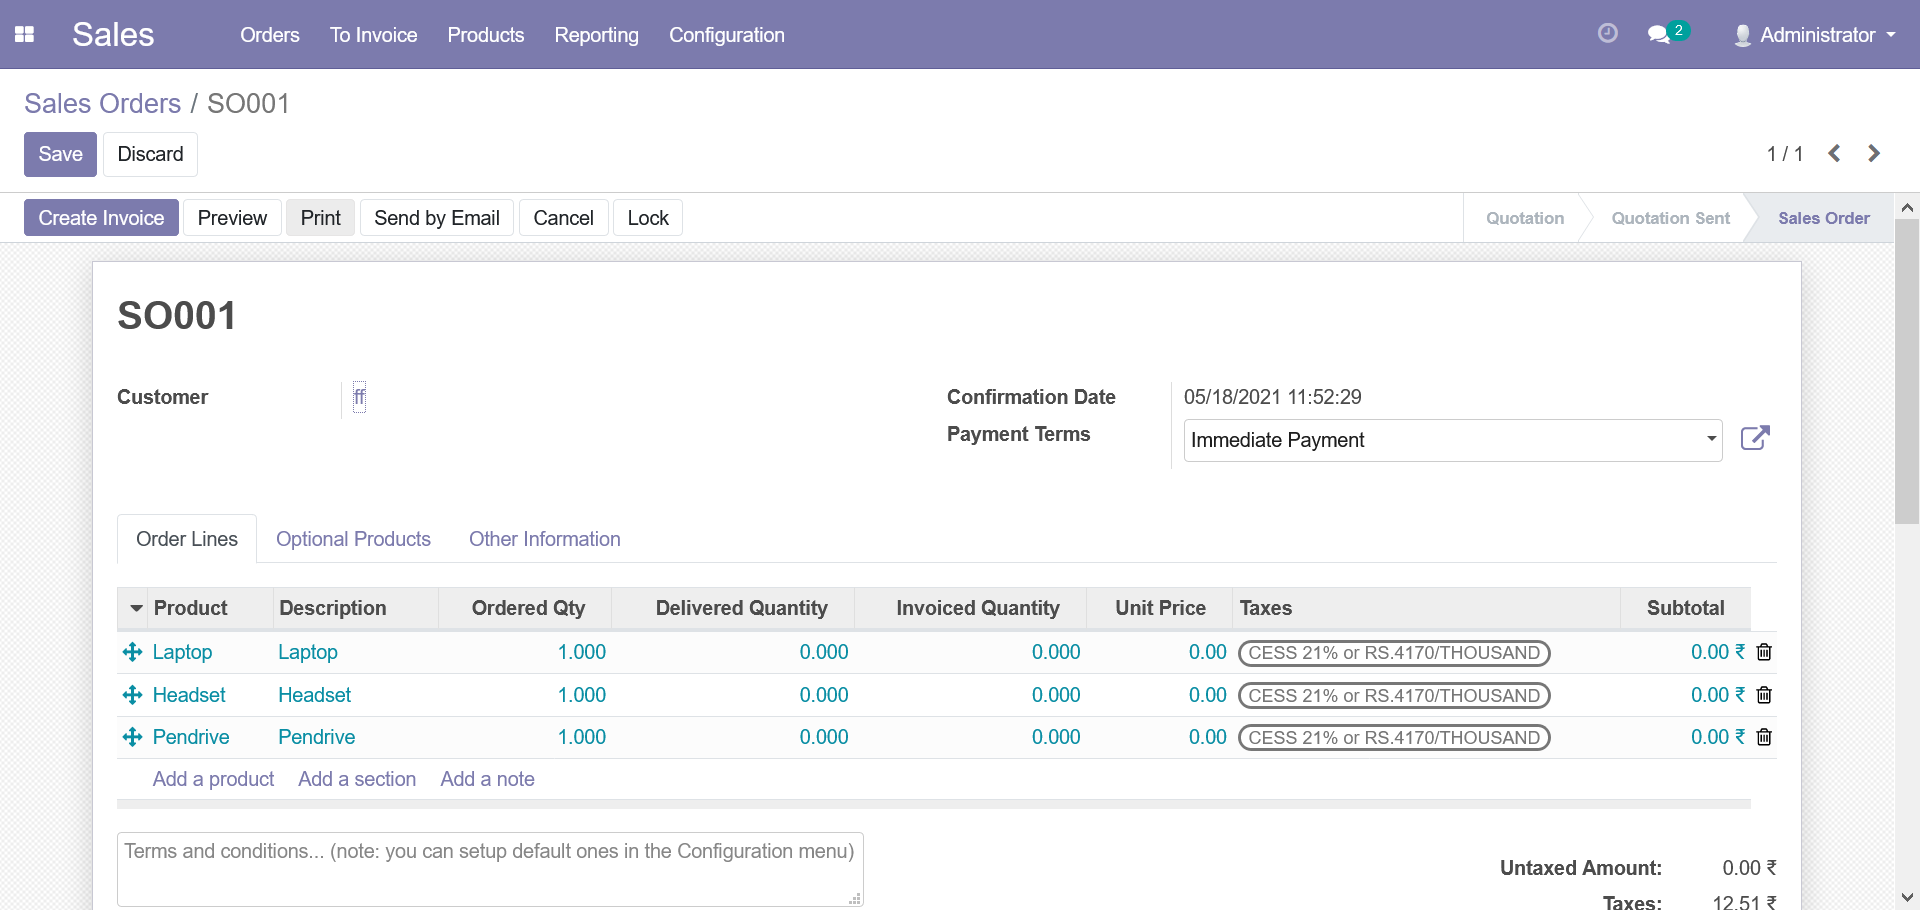 Sales Orders To Invoice Products Reporting Configuration 2 Administrator
Sales Orders / SO001
Save Discard 1 / 1
Create Invoice Preview Print Send by Email Cancel Lock Quotation Quotation Sent Sales Order
SO001
Customer ff Confirmation Date 05/18/2021 11:52:29
Payment Terms Immediate Payment
Order Lines Optional Products Other Information
Product Description Ordered Qty Delivered Quantity Invoiced Quantity Unit Price Taxes Subtotal
Laptop Laptop 1.000 0.000 0.000 0.00 CESS 21% or RS.4170/THOUSAND 0.00 ₹
Headset Headset 1.000 0.000 0.000 0.00 CESS 21% or RS.4170/THOUSAND 0.00 ₹
Pendrive Pendrive 1.000 0.000 0.000 0.00 CESS 21% or RS.4170/THOUSAND 0.00 ₹
Add a product Add a section Add a note
Terms and conditions... (note: you can setup default ones in the Configuration menu)
Untaxed Amount: 0.00 ₹
Taxes: 12.51 ₹